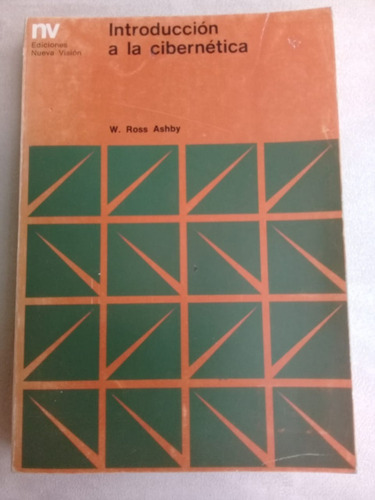 nv
Ediciones
Nueva Visión
Introducción
a la cibernética
W. Ross Ashby